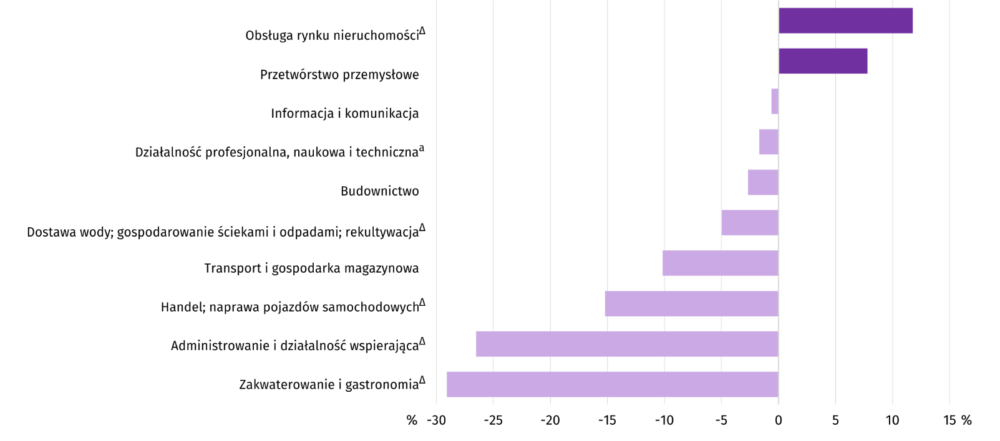 Obsługa rynku nieruchomościΔ
Przetwórstwo przemysłowe
Informacja i komunikacja
Działalność profesjonalna, naukowa i technicznaa
Budownictwo
Dostawa wody; gospodarowanie ściekami i odpadami; rekultywacjaΔ
Transport i gospodarka magazynowa
Handel; naprawa pojazdów samochodowychΔ
Administrowanie i działalność wspierającaΔ
Zakwaterowanie i gastronomiaΔ
% -30 -25 -20 -15 -10 -5 0 5 10 15 %